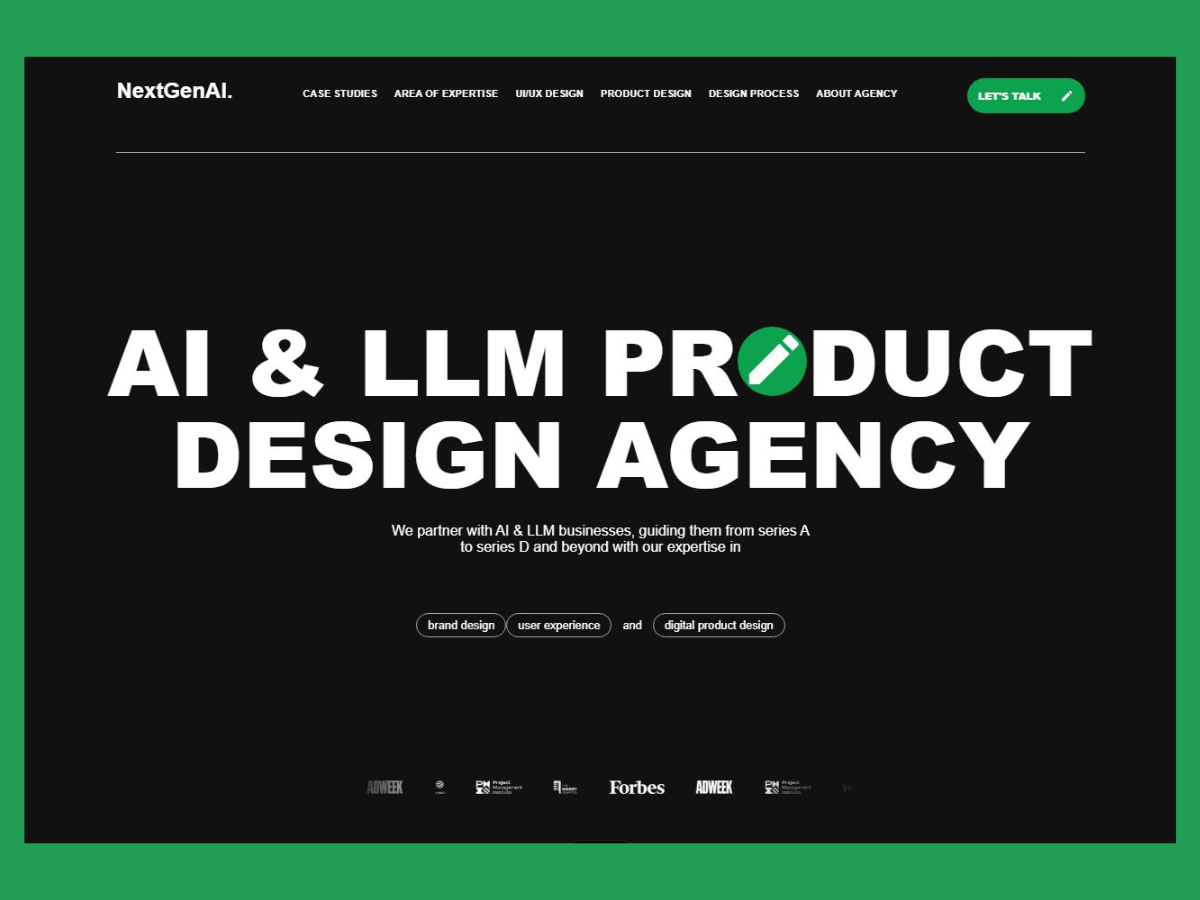 NextGenAI.
CASE STUDIES AREA OF EXPERTISE UI/UX DESIGN PRODUCT DESIGN DESIGN PROCESS ABOUT AGENCY
LET'S TALK
AI & LLM PRODUCT
DESIGN AGENCY
We partner with AI & LLM businesses, guiding them from series A
to series D and beyond with our expertise in
brand design user experience and digital product design
ADWEEK
Project
Management
Institute
Forbes
ADWEEK
Project
Management
Institute